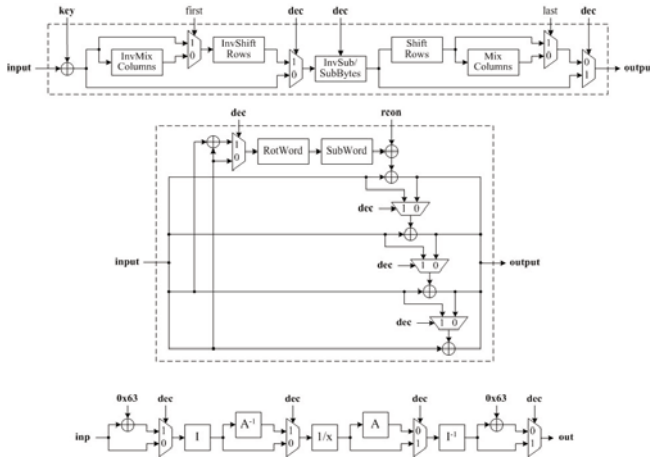 key first dec dec last dec
input InvMix Columns 1 0 InvShift Rows 1 0 InvSub/ SubBytes Shift Rows Mix Columns 1 0 0 1 output
dec rcon
1 0 RotWord SubWord
dec 1 0
input dec 1 0 output
dec 1 0
0x63 dec dec dec 0x63 dec
inp 1 0 I A⁻¹ 1 0 1/x A 0 1 I⁻¹ 0 1 out